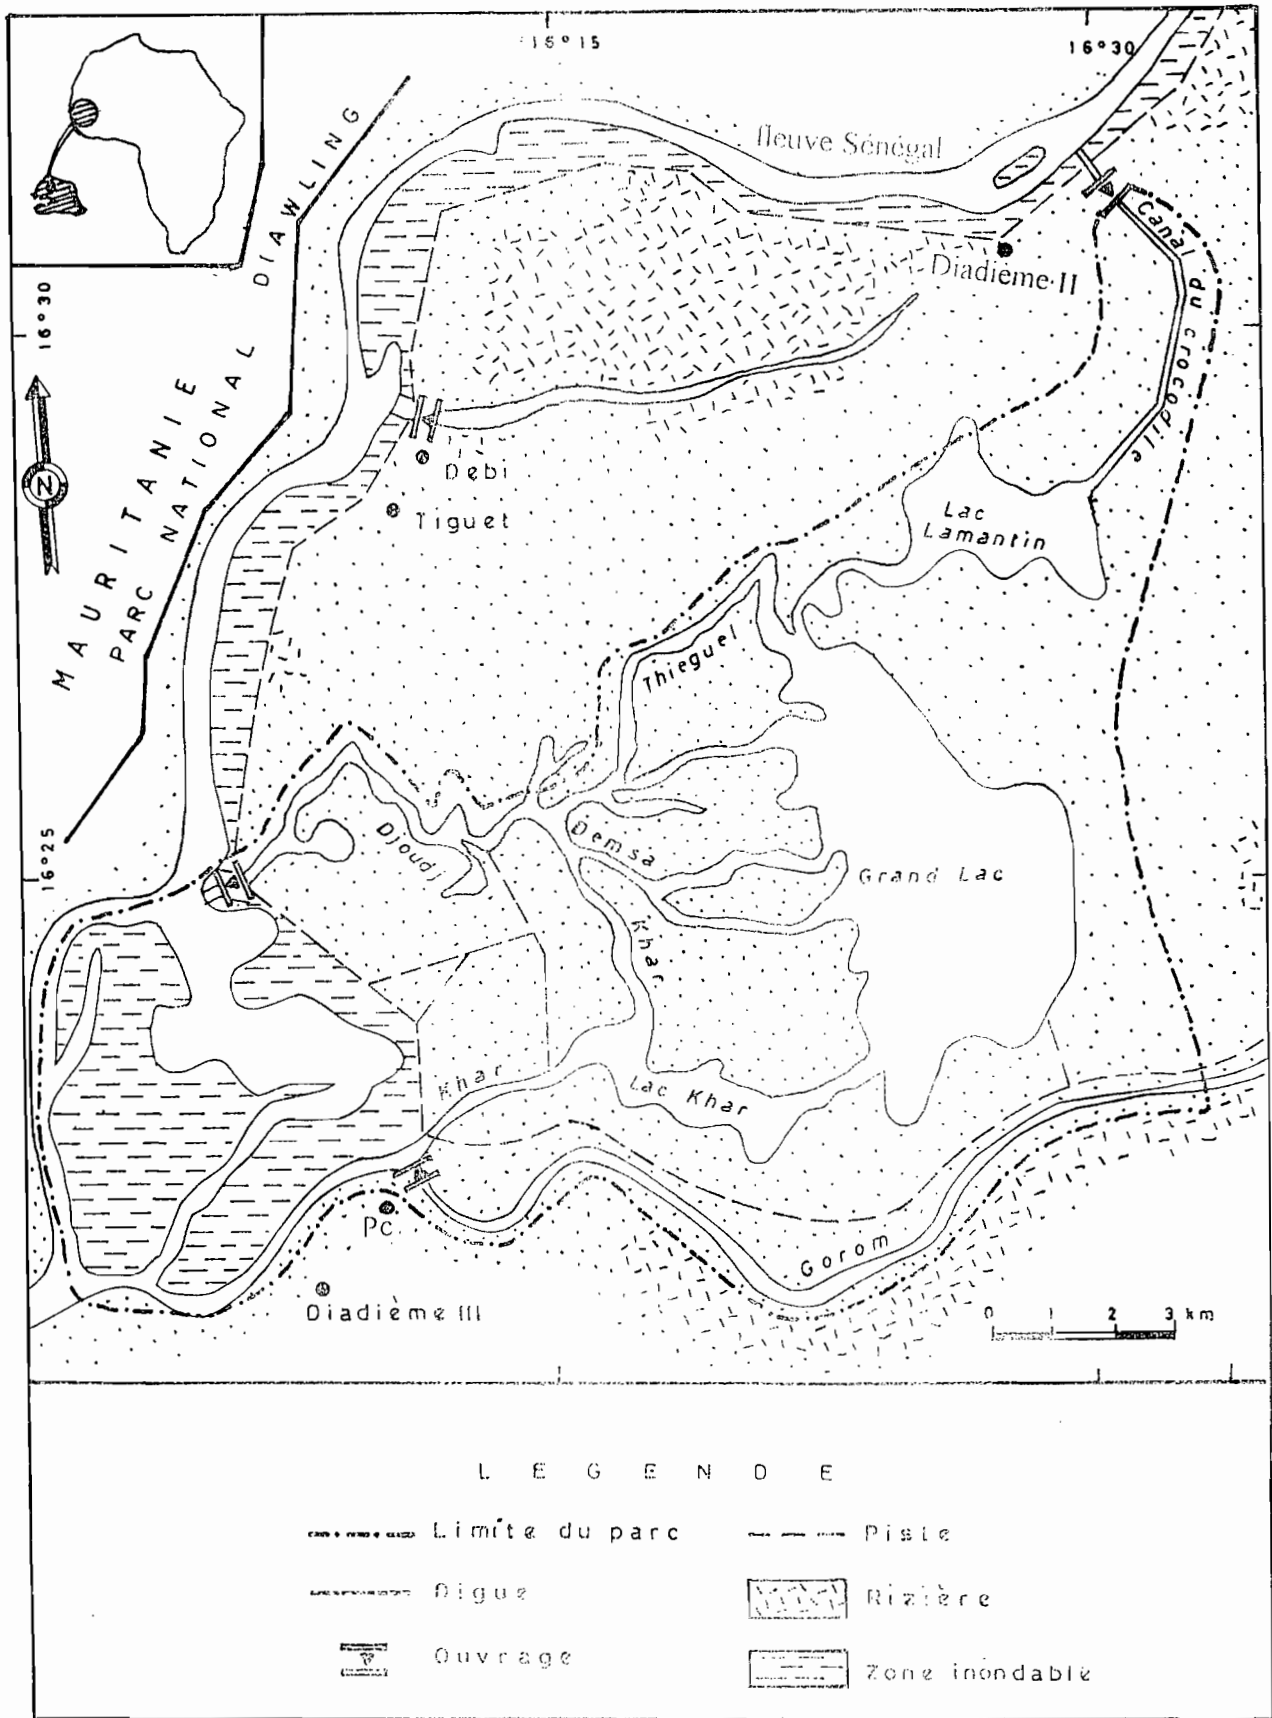 16°15
16°30
fleuve Sénégal
PARC NATIONAL DIAWLING
MAURITANIE
16°30
N
Canal du crocodile
Diadième II
Debi
Tiguet
Lac
Lamantin
Thieguel
16°25
Djoudj
Demsa
Grand Lac
Khar
Khar
Lac Khar
Pc
Gorom
Diadième III
0 1 2 3 km
LEGENDE
Limite du parc
Piste
Digue
Rizière
Ouvrage
Zone inondable